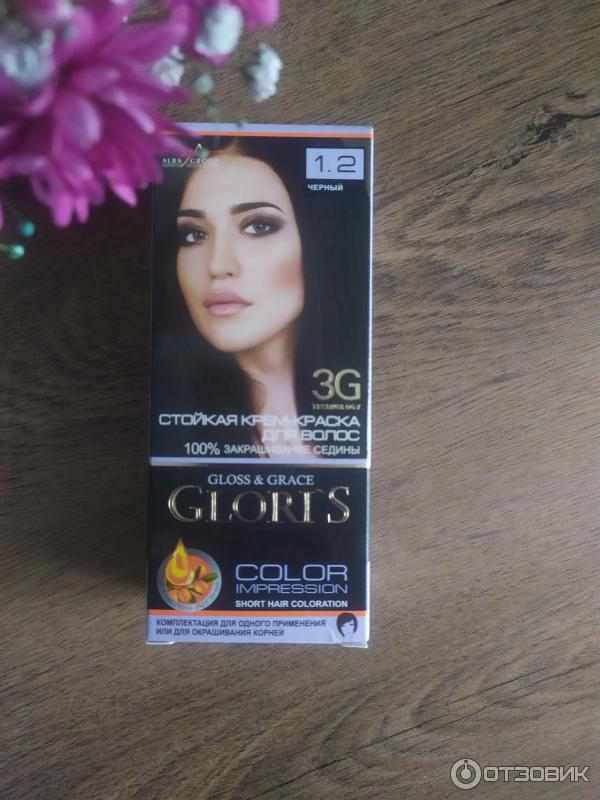 ALBA GROUP
1.2
ЧЕРНЫЙ
3G
TECHNOLOGY
СТОЙКАЯ КРЕМ-КРАСКА
ДЛЯ ВОЛОС
100% ЗАКРАШИВАНИЕ СЕДИНЫ
GLOSS & GRACE
GLORI`S
COLOR
IMPRESSION
SHORT HAIR COLORATION
КОМПЛЕКТАЦИЯ ДЛЯ ОДНОГО ПРИМЕНЕНИЯ
ИЛИ ДЛЯ ОКРАШИВАНИЯ КОРНЕЙ
ОТЗОВИК